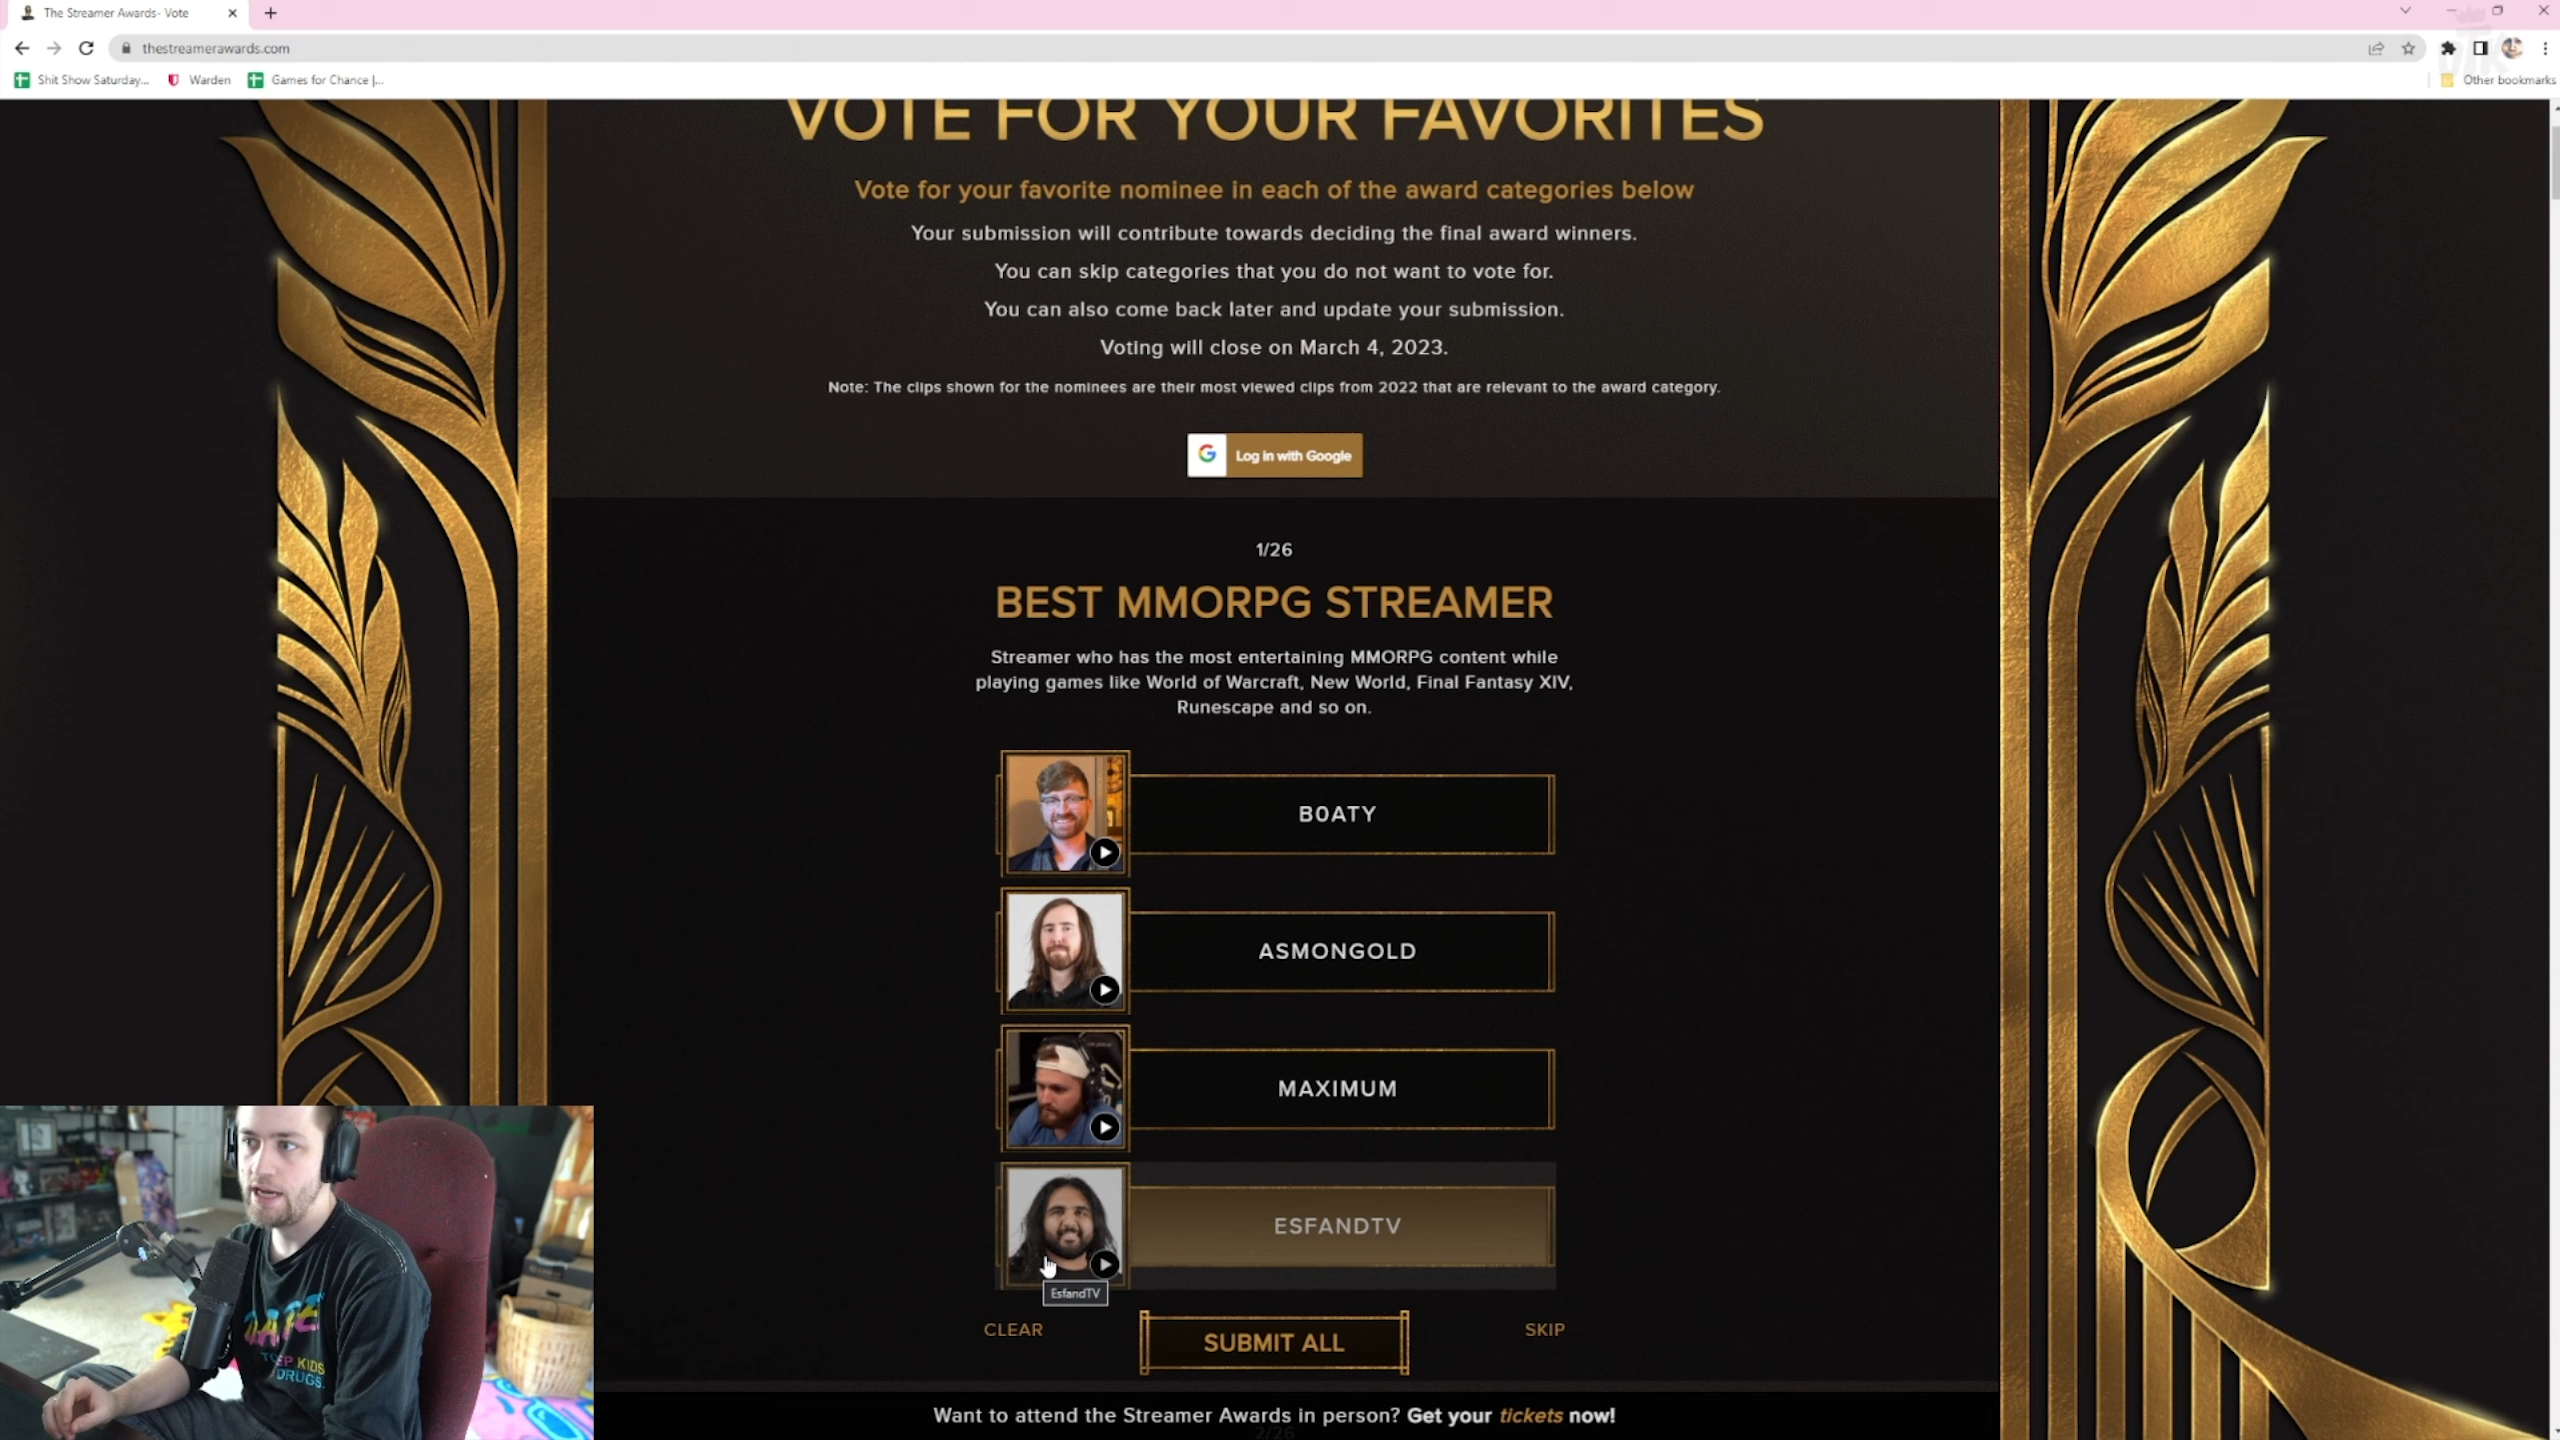 The Streamer Awards- Vote
thestreamerawards.com
Shit Show Saturday...
Warden
Games for Chance |...
Other bookmarks
VOTE FOR YOUR FAVORITES
Vote for your favorite nominee in each of the award categories below
Your submission will contribute towards deciding the final award winners.
You can skip categories that you do not want to vote for.
You can also come back later and update your submission.
Voting will close on March 4, 2023.
Note: The clips shown for the nominees are their most viewed clips from 2022 that are relevant to the award category.
G Log in with Google
1/26
BEST MMORPG STREAMER
Streamer who has the most entertaining MMORPG content while
playing games like World of Warcraft, New World, Final Fantasy XIV,
Runescape and so on.
B0ATY
ASMONGOLD
MAXIMUM
ESFANDTV
EsfandTV
CLEAR
SUBMIT ALL
SKIP
KIDS
DRUGS.
Want to attend the Streamer Awards in person? Get your tickets now!
2/26